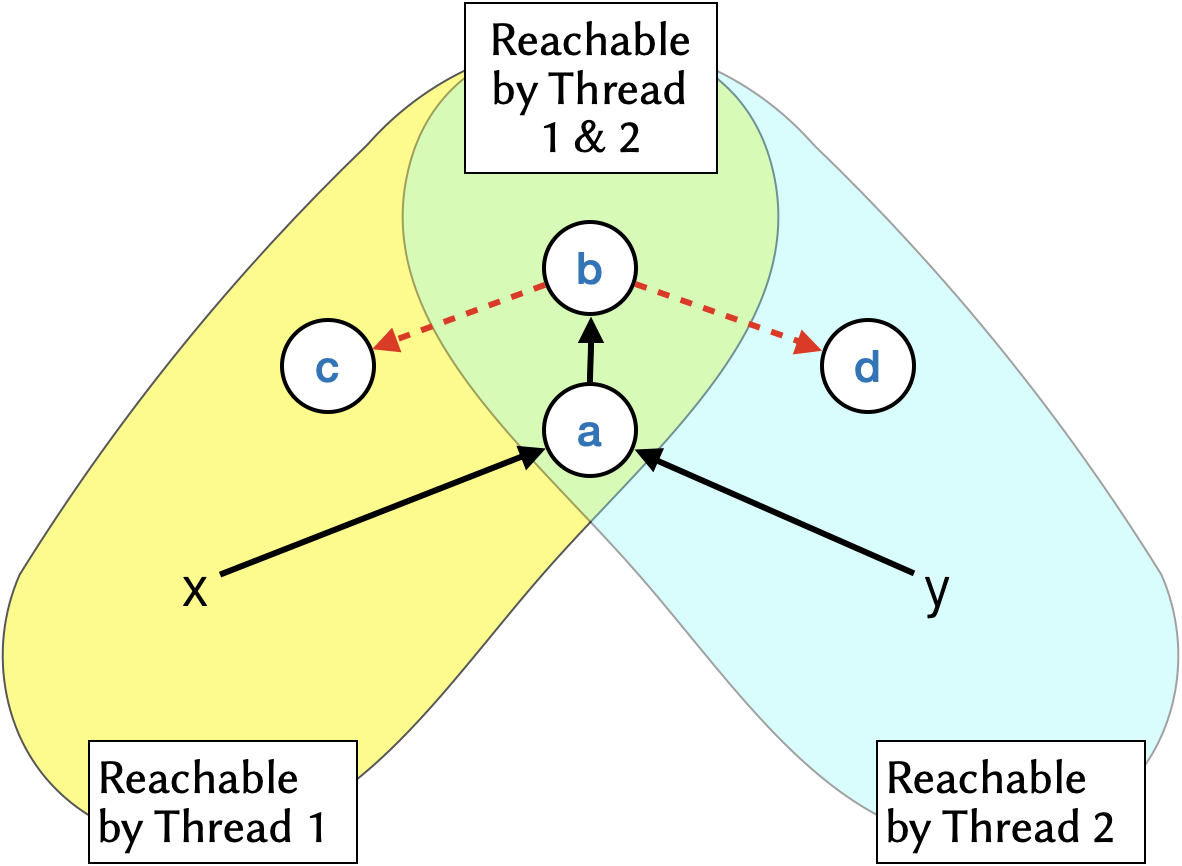 Reachable
by Thread
1 & 2
b
c
d
a
x
y
Reachable
by Thread 1
Reachable
by Thread 2